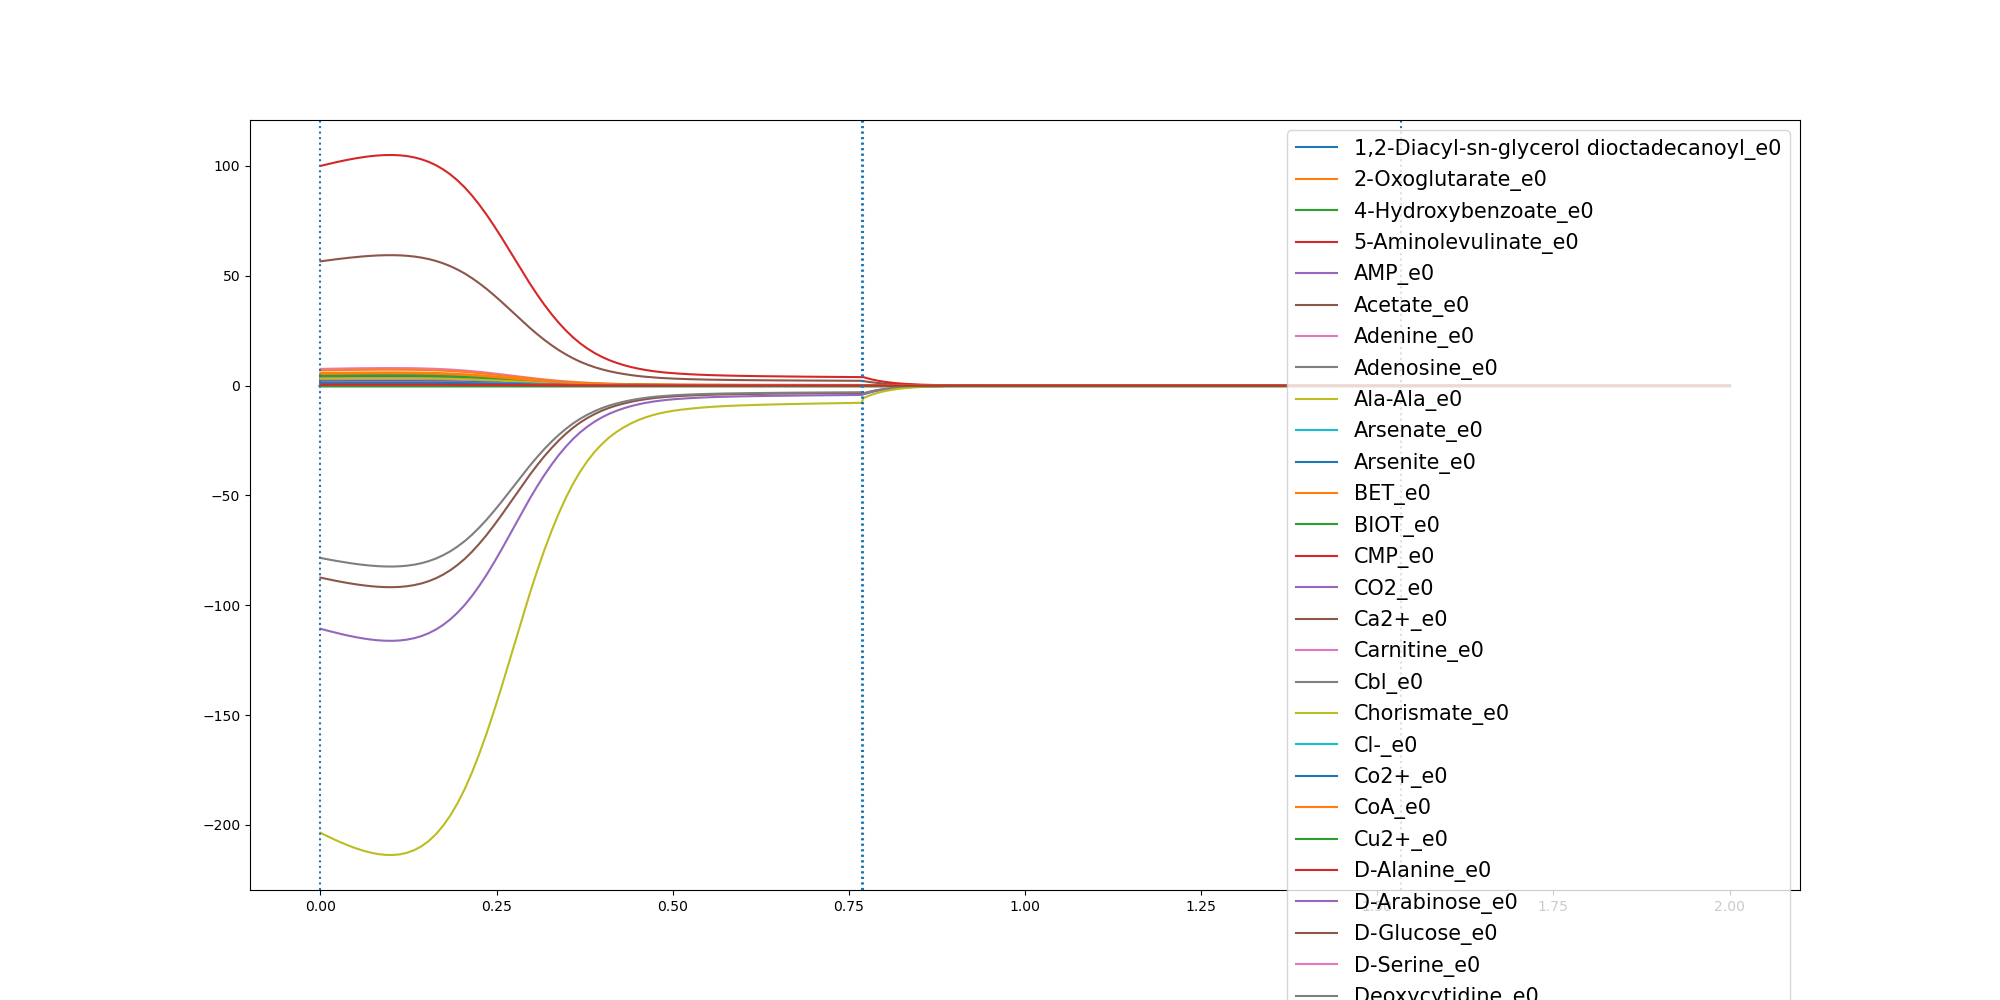 100
50
0
−50
−100
−150
−200
0.00
0.25
0.50
0.75
1.00
1.25
1.50
1.75
2.00
1,2-Diacyl-sn-glycerol dioctadecanoyl_e0
2-Oxoglutarate_e0
4-Hydroxybenzoate_e0
5-Aminolevulinate_e0
AMP_e0
Acetate_e0
Adenine_e0
Adenosine_e0
Ala-Ala_e0
Arsenate_e0
Arsenite_e0
BET_e0
BIOT_e0
CMP_e0
CO2_e0
Ca2+_e0
Carnitine_e0
Cbl_e0
Chorismate_e0
Cl-_e0
Co2+_e0
CoA_e0
Cu2+_e0
D-Alanine_e0
D-Arabinose_e0
D-Glucose_e0
D-Serine_e0
Deoxycytidine_e0